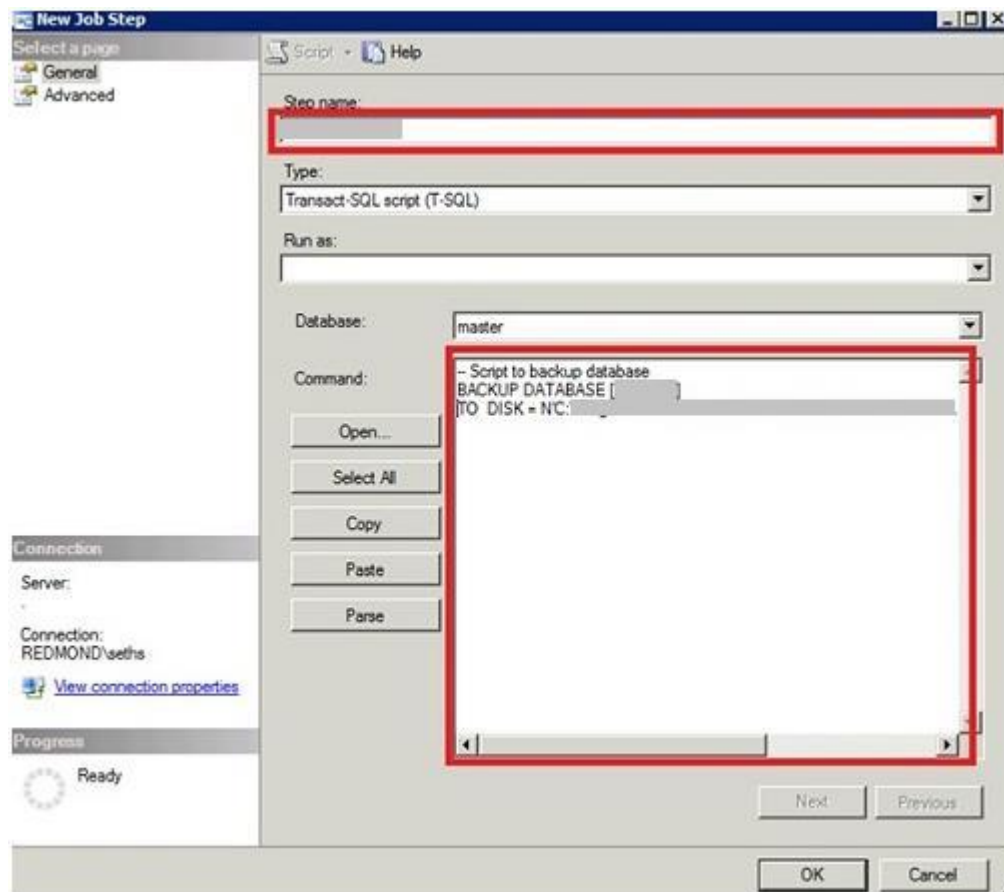 New Job Step
Select a page
General
Advanced
Script
Help
Step name:
Type:
Transact-SQL script (T-SQL)
Run as:
Database:
master
Command:
-- Script to backup database
BACKUP DATABASE [ ]
TO DISK = N'C:
Open...
Select All
Copy
Paste
Parse
Connection
Server:
.
Connection:
REDMOND\seths
View connection properties
Progress
Ready
Next
Previous
OK
Cancel